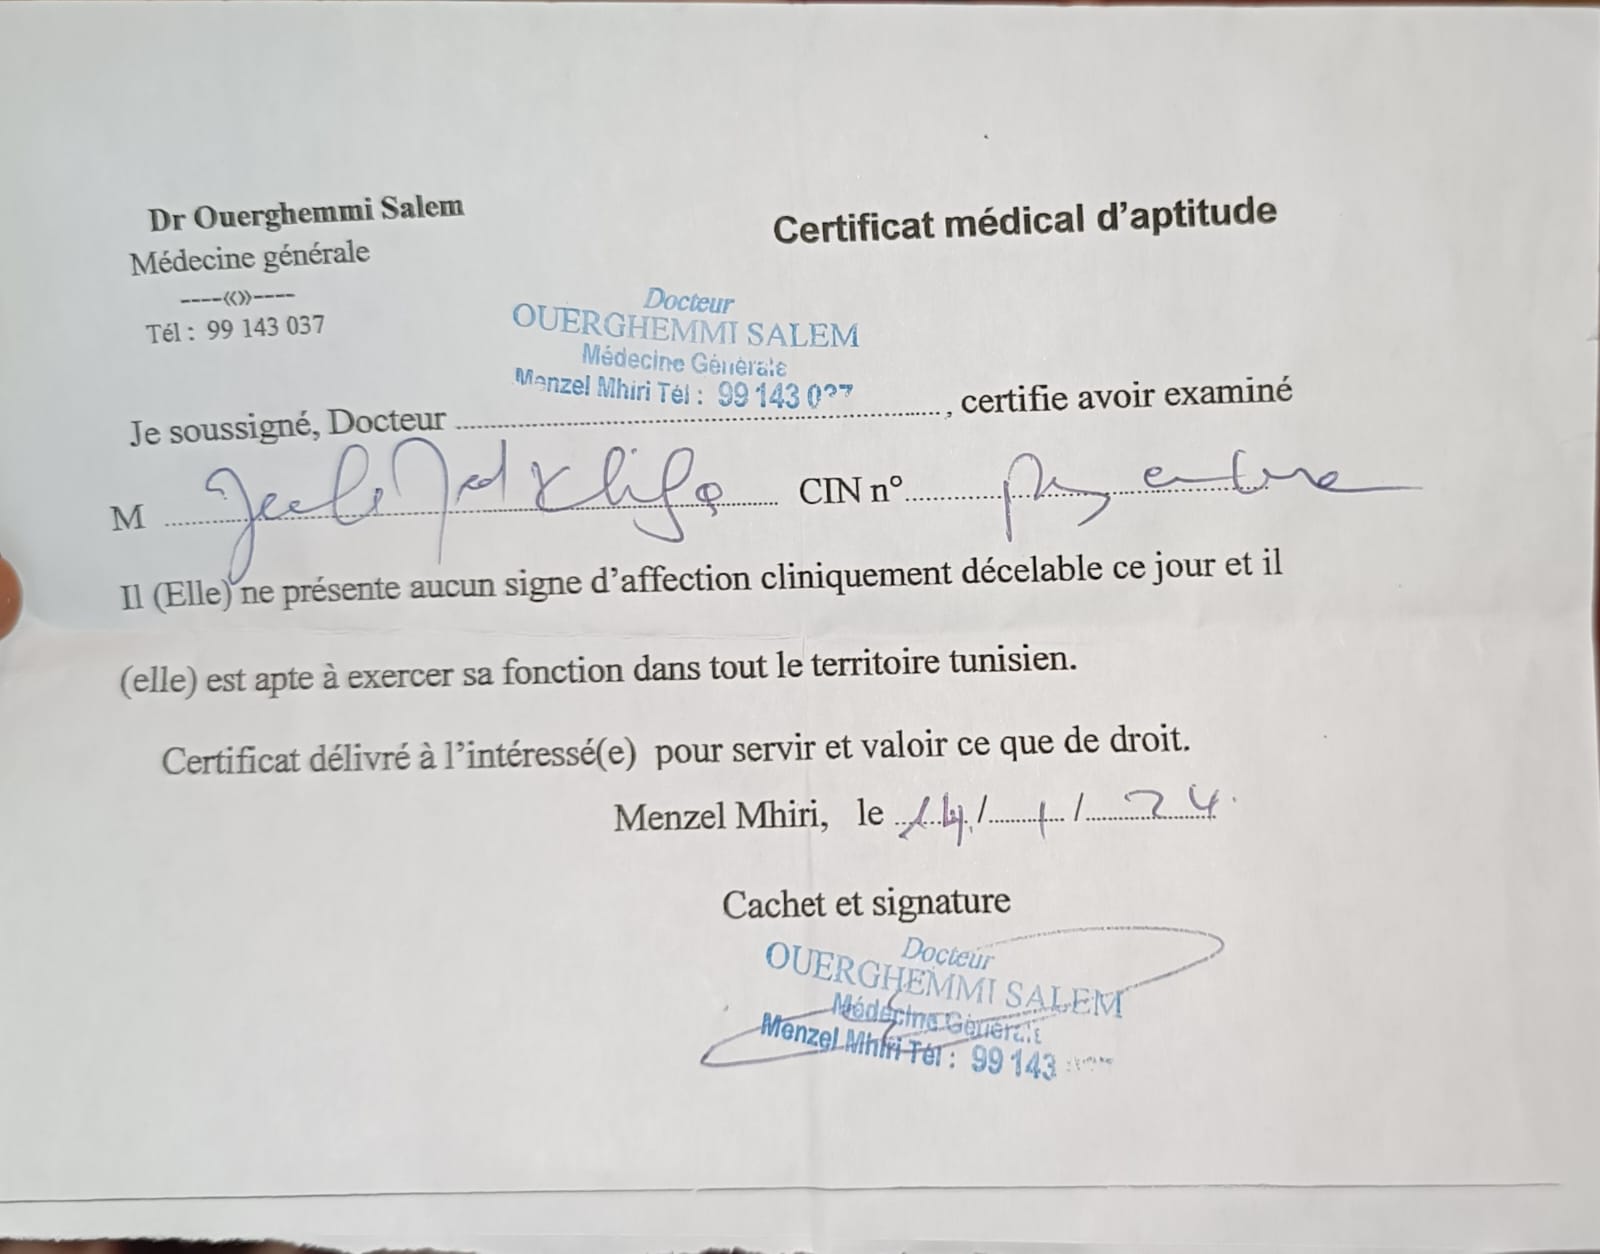 Dr Ouerghemmi Salem
Médecine générale
----‹‹()››----
Tél : 99 143 037
Certificat médical d'aptitude
Docteur
OUERGHEMMI SALEM
Médecine Générale
Menzel Mhiri Tél : 99 143 037
Je soussigné, Docteur ........................ , certifie avoir examiné
M ........................ CIN n° ........................
Il (Elle) ne présente aucun signe d'affection cliniquement décelable ce jour et il
(elle) est apte à exercer sa fonction dans tout le territoire tunisien.
Certificat délivré à l'intéressé(e) pour servir et valoir ce que de droit.
Menzel Mhiri, le 14/1/24
Cachet et signature
Docteur
OUERGHEMMI SALEM
Médecine Générale
Menzel Mhiri Tél : 99 143